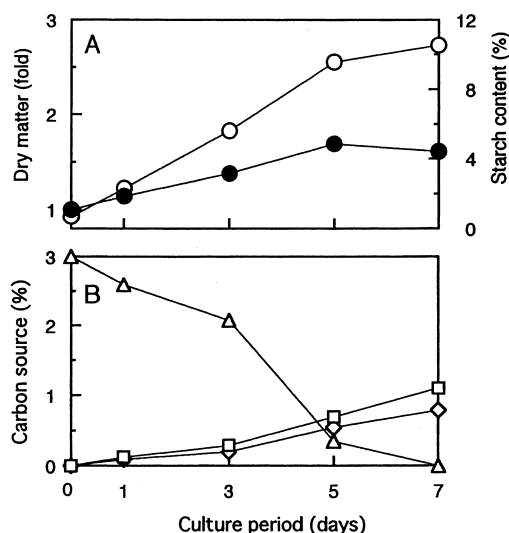 A
Dry matter (fold)
3
2
1
Starch content (%)
12
8
4
0
B
Carbon source (%)
3
2
1
0
0 1 3 5 7
Culture period (days)